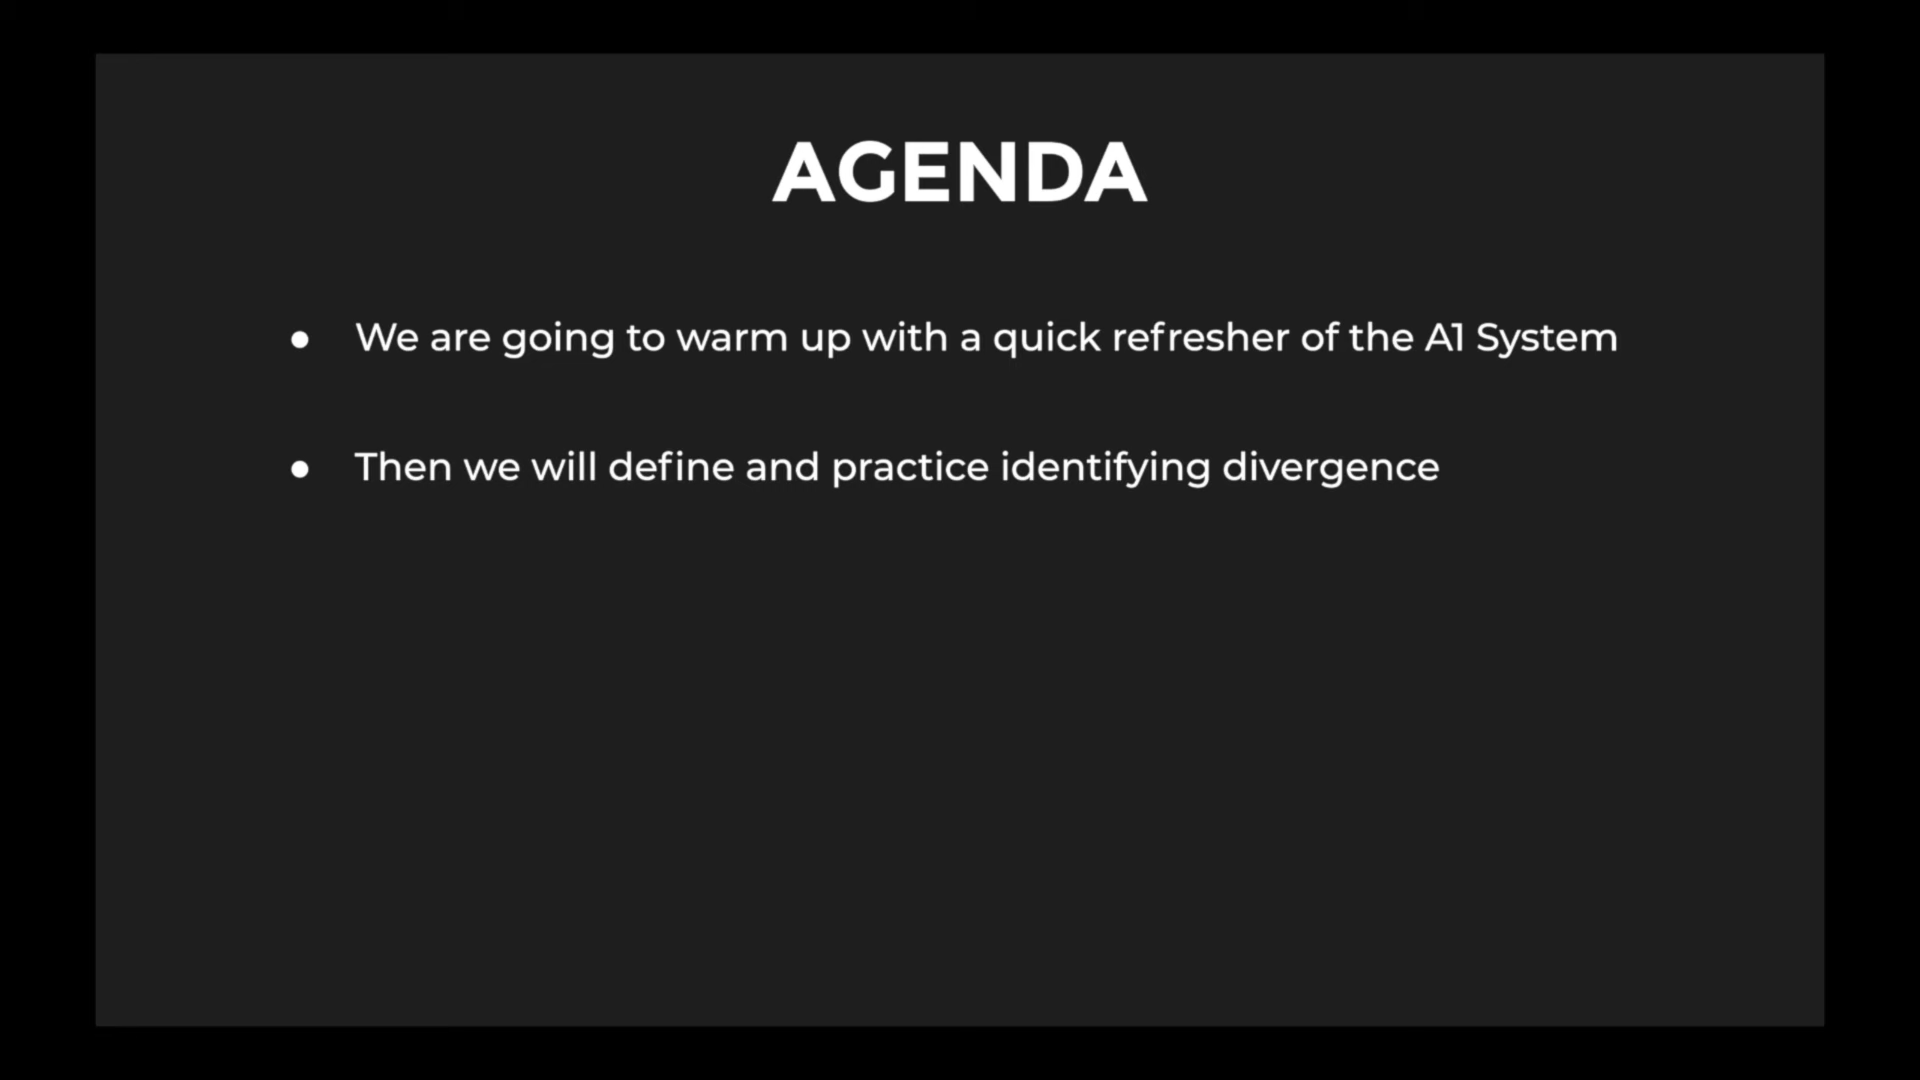 AGENDA
● We are going to warm up with a quick refresher of the A1 System
● Then we will define and practice identifying divergence